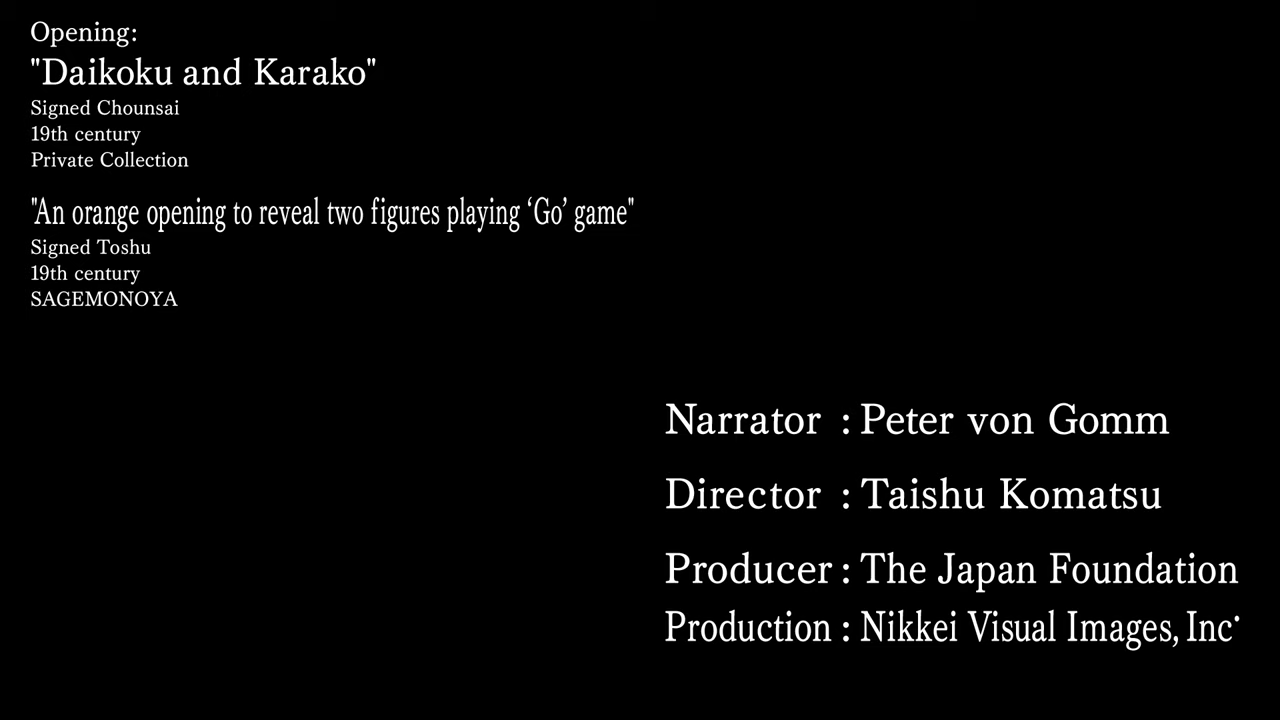 Opening:
"Daikoku and Karako"
Signed Chounsai
19th century
Private Collection
"An orange opening to reveal two figures playing ‘Go’ game"
Signed Toshu
19th century
SAGEMONOYA
Narrator : Peter von Gomm
Director : Taishu Komatsu
Producer : The Japan Foundation
Production : Nikkei Visual Images, Inc·